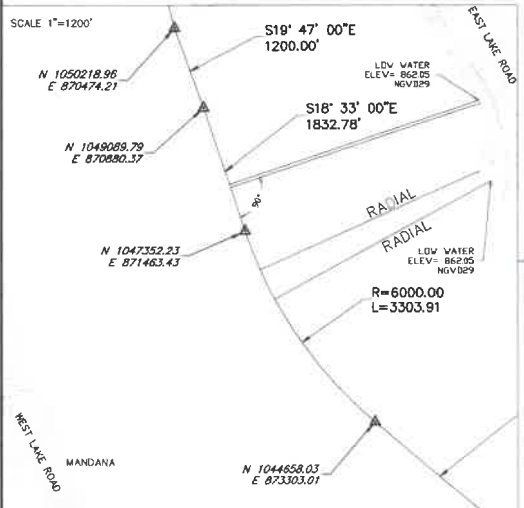 SCALE 1"=1200'
EAST LAKE ROAD
S19° 47' 00"E
1200.00'
LOW WATER
ELEV= 862.05
NGVD29
N 1050218.96
E 870474.21
S18° 33' 00"E
1832.78'
N 1049089.79
E 870880.37
90°
RADIAL
RADIAL
N 1047352.23
E 871463.43
LOW WATER
ELEV= 862.05
NGVD29
R=6000.00
L=3303.91
WEST LAKE ROAD
MANDANA
N 1044658.03
E 873303.01